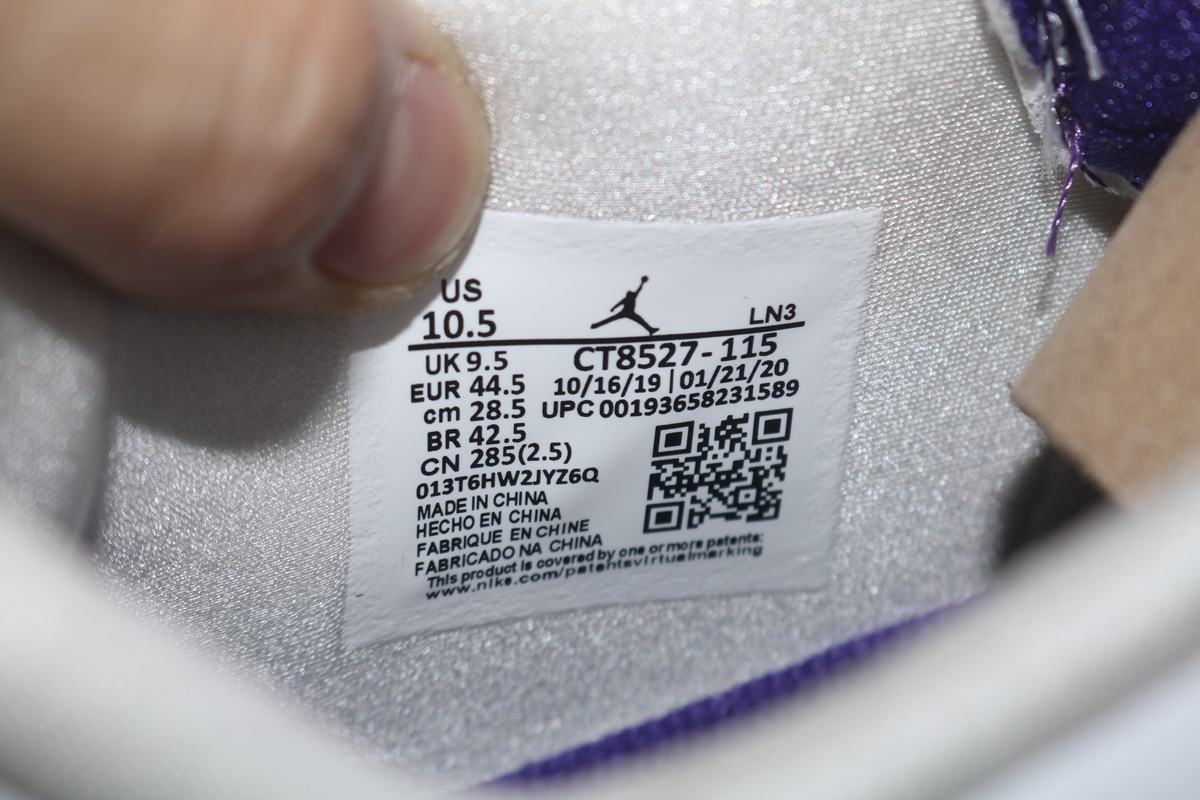 US
10.5
LN3
UK 9.5
EUR 44.5
cm 28.5
BR 42.5
CN 285(2.5)
CT8527-115
10/16/19 | 01/21/20
UPC 00193658231589
013T6HW2JYZ6Q
MADE IN CHINA
HECHO EN CHINA
FABRIQUE EN CHINE
FABRICADO NA CHINA
This product is covered by one or more patents:
www.nike.com/patentsvirtualmarking